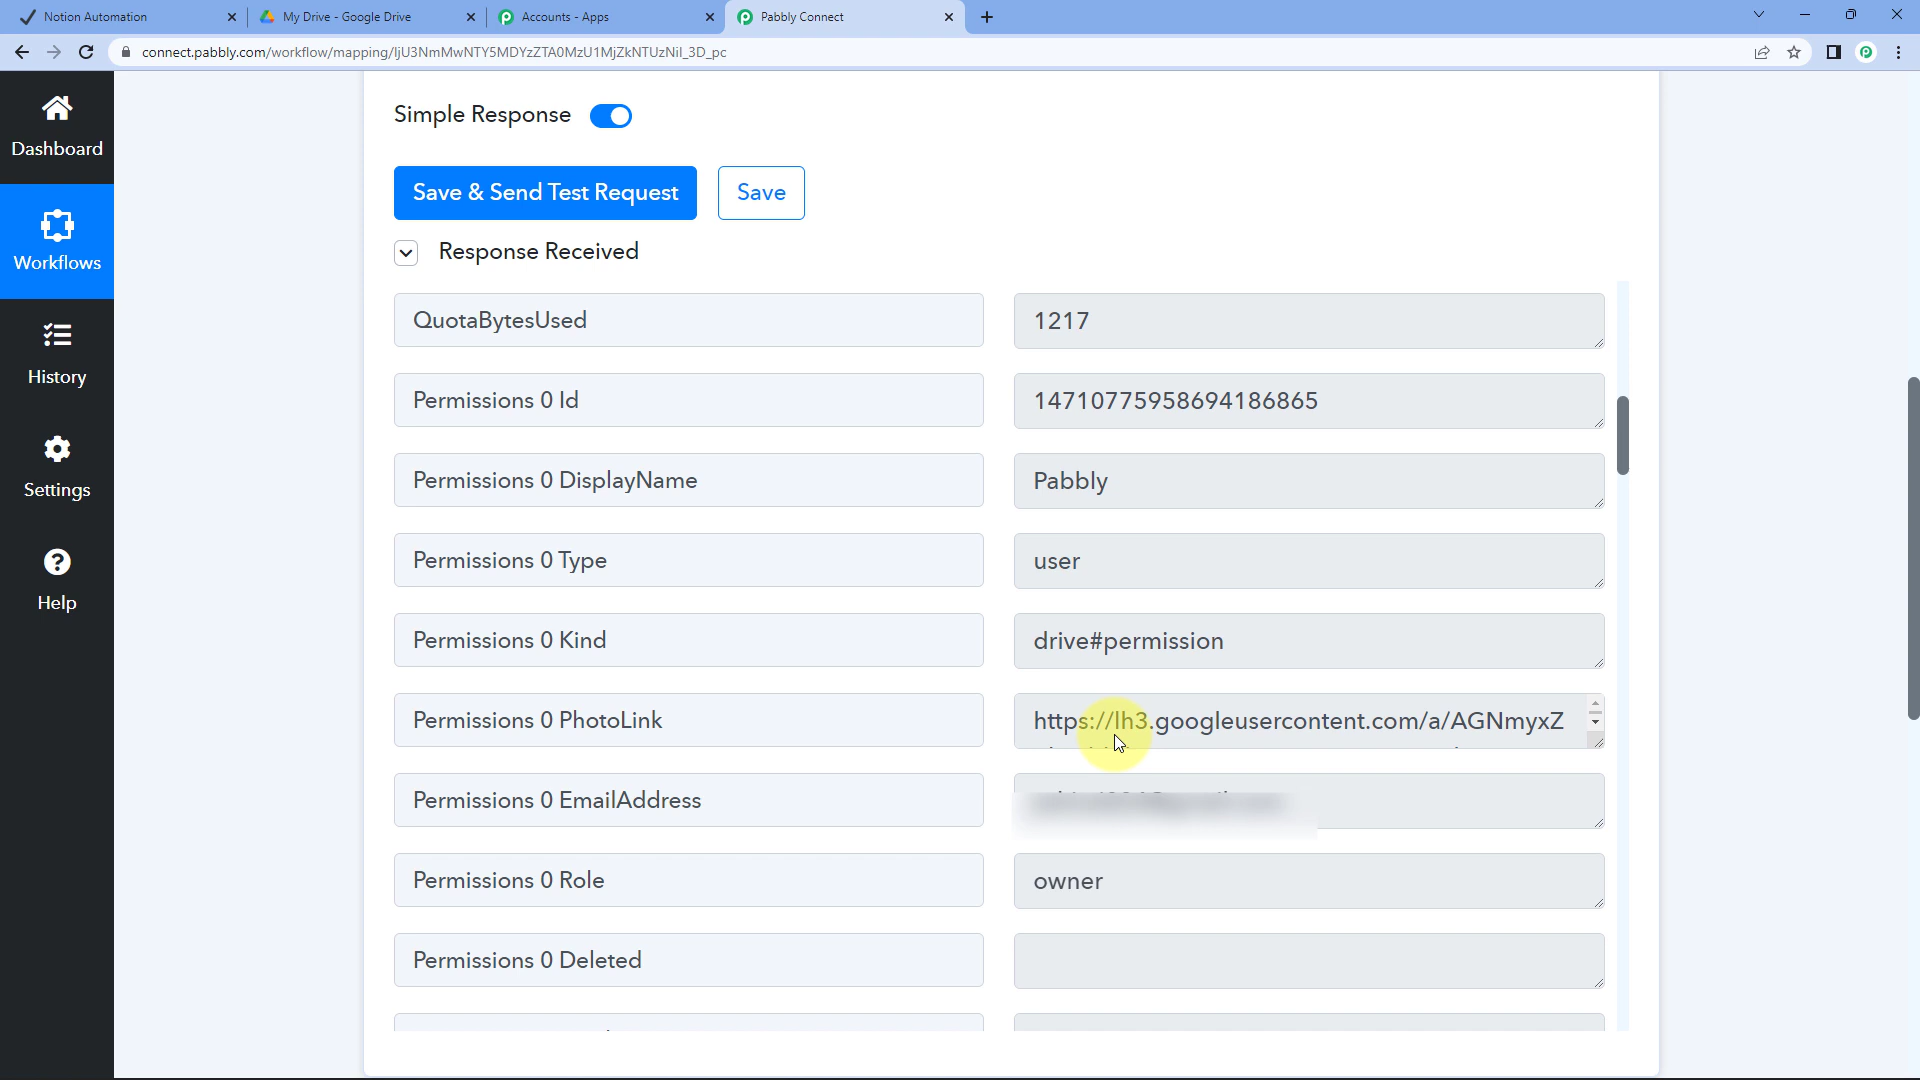 Notion Automation
My Drive - Google Drive
Accounts - Apps
Pabbly Connect
connect.pabbly.com/workflow/mapping/IjU3NmMwNTY5MDYzZTA0MzU1MjZkNTUzNiI_3D_pc
Dashboard
Workflows
History
Settings
Help
Simple Response
Save & Send Test Request
Save
Response Received
QuotaBytesUsed
1217
Permissions 0 Id
14710775958694186865
Permissions 0 DisplayName
Pabbly
Permissions 0 Type
user
Permissions 0 Kind
drive#permission
Permissions 0 PhotoLink
https://lh3.googleusercontent.com/a/AGNmyxZ
Permissions 0 EmailAddress
Permissions 0 Role
owner
Permissions 0 Deleted